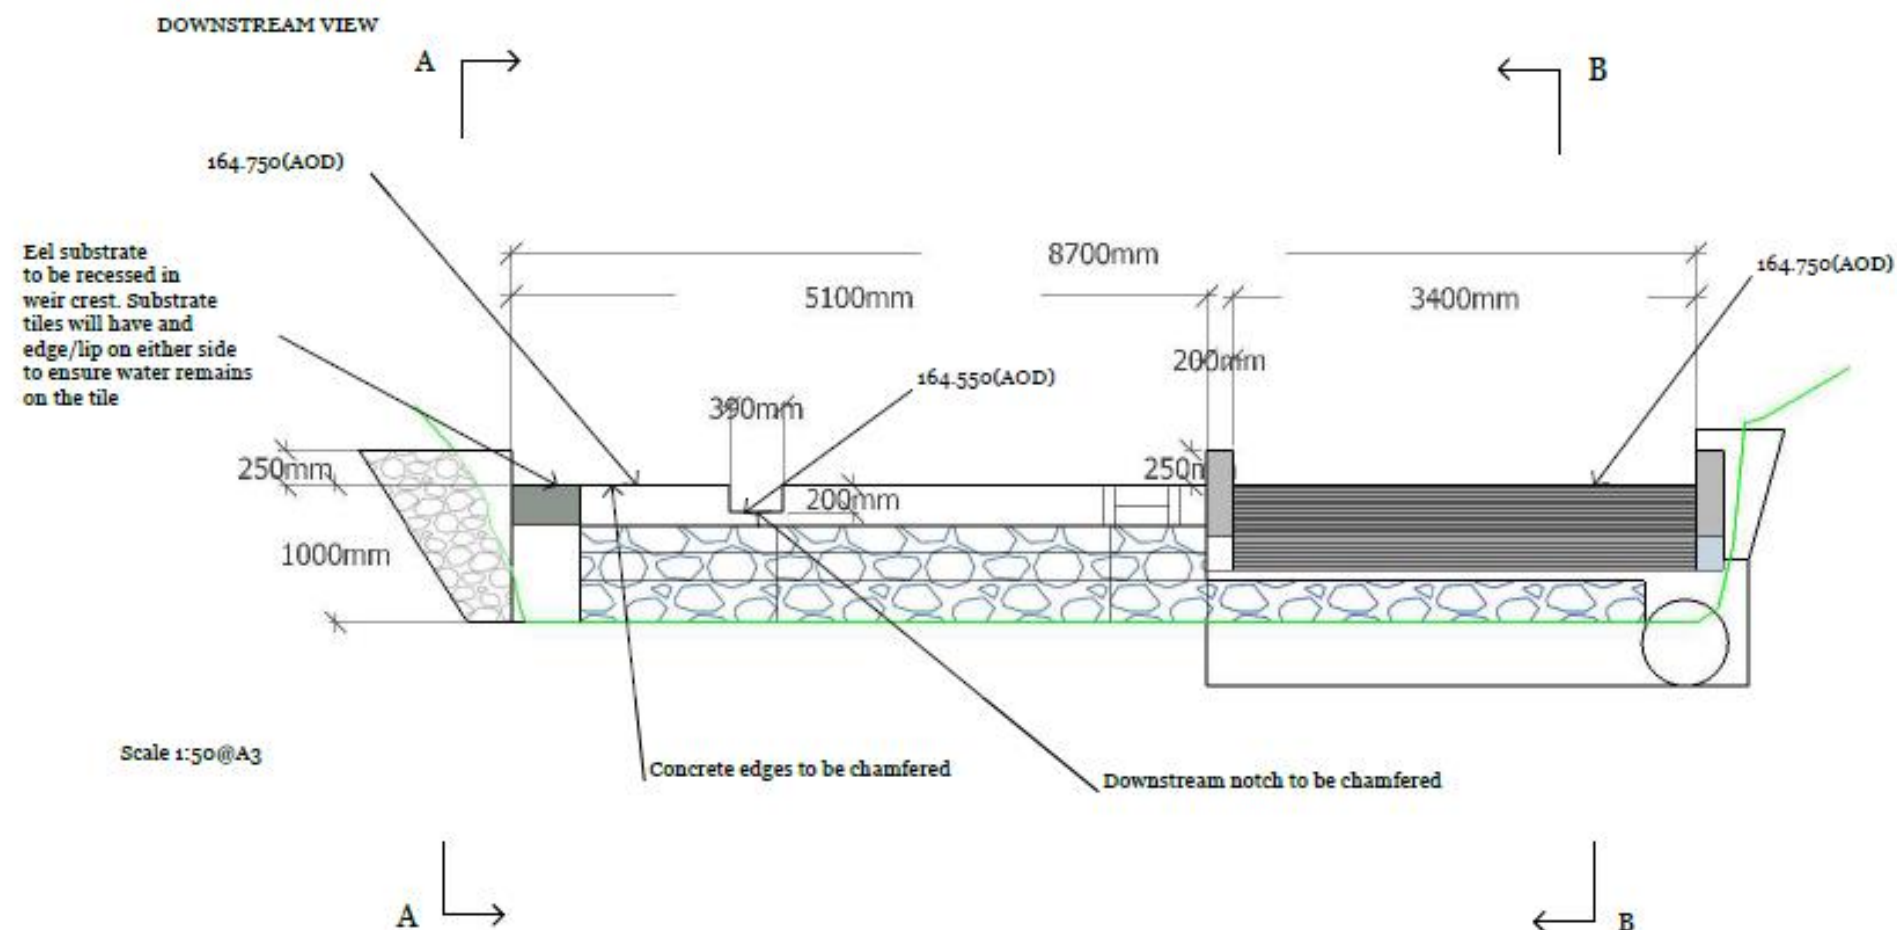 DOWNSTREAM VIEW
A
B
164.750(AOD)
Eel substrate
to be recessed in
weir crest. Substrate
tiles will have and
edge/lip on either side
to ensure water remains
on the tile
8700mm
164.750(AOD)
5100mm
3400mm
200mm
164.550(AOD)
390mm
250mm
250m
200mm
1000mm
Scale 1:50@A3
Concrete edges to be chamfered
Downstream notch to be chamfered
A
B